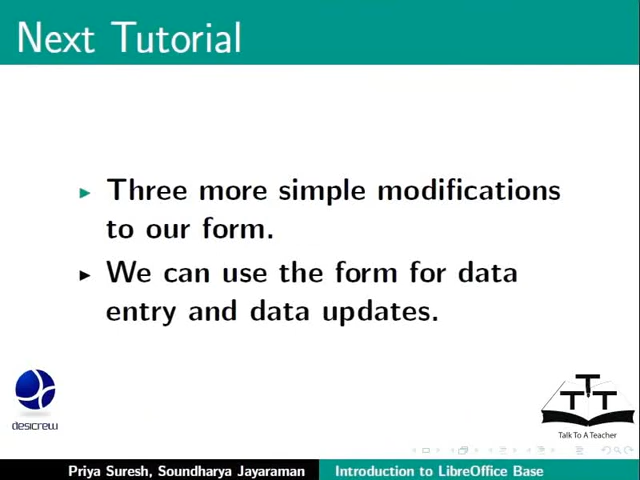 Next Tutorial
Three more simple modifications
to our form.
We can use the form for data
entry and data updates.
desicrew
T
T T
Talk To A Teacher
Priya Suresh, Soundharya Jayaraman Introduction to LibreOffice Base